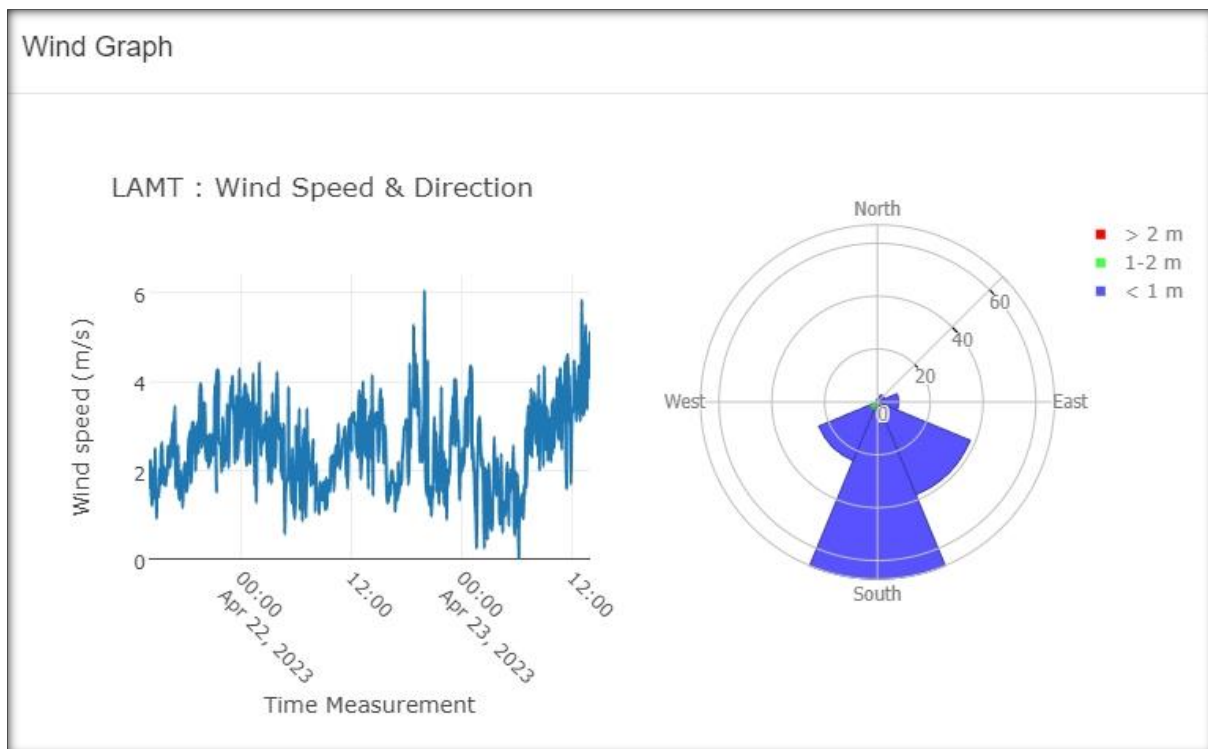 Wind Graph
LAMT : Wind Speed & Direction
Wind speed (m/s)
6
4
2
0
00:00
Apr 22, 2023
12:00
00:00
Apr 23, 2023
12:00
Time Measurement
North
West
East
South
60
40
20
0
> 2 m
1-2 m
< 1 m